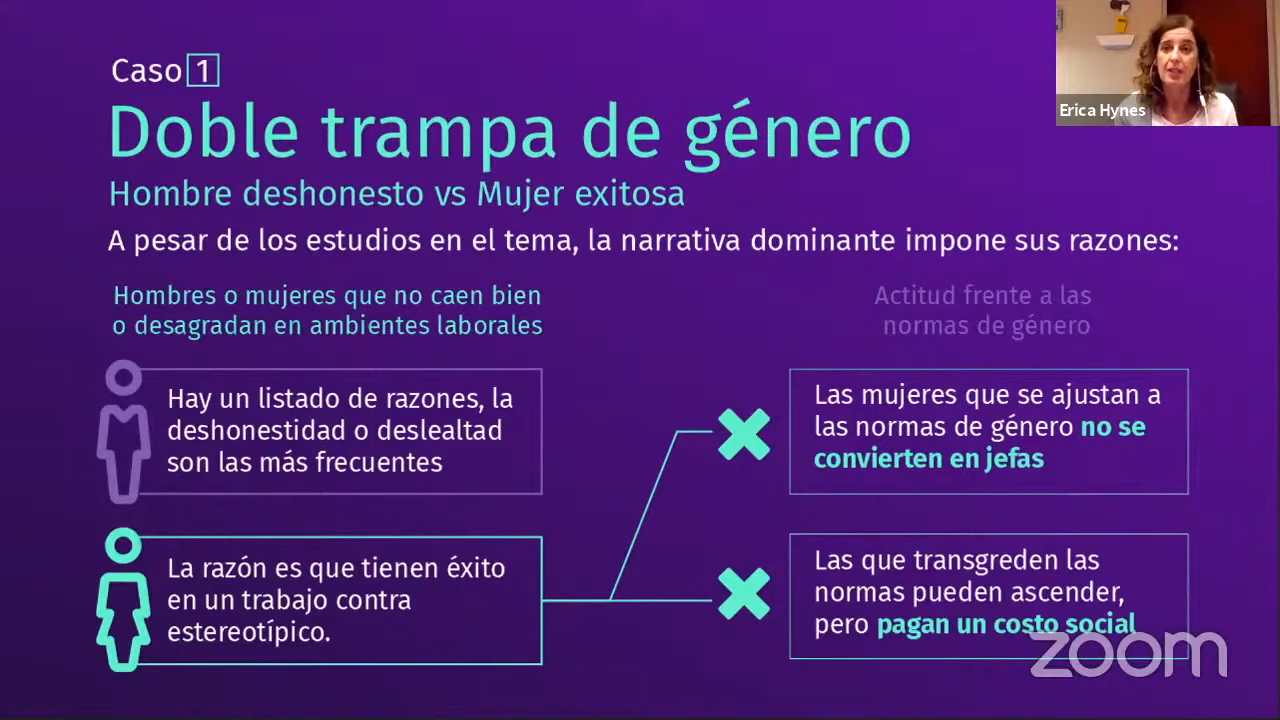 Caso 1
Doble trampa de género
Hombre deshonesto vs Mujer exitosa
A pesar de los estudios en el tema, la narrativa dominante impone sus razones:
Hombres o mujeres que no caen bien
o desagradan en ambientes laborales
Hay un listado de razones, la
deshonestidad o deslealtad
son las más frecuentes
La razón es que tienen éxito
en un trabajo contra
estereotípico.
Actitud frente a las
normas de género
Las mujeres que se ajustan a
las normas de género no se
convierten en jefas
Las que transgreden las
normas pueden ascender,
pero pagan un costo social
Erica Hynes
zoom